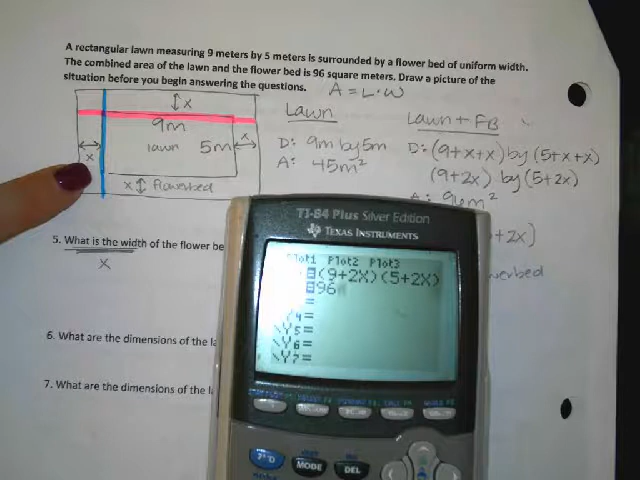 A rectangular lawn measuring 9 meters by 5 meters is surrounded by a flower bed of uniform width.
The combined area of the lawn and the flower bed is 96 square meters. Draw a picture of the
situation before you begin answering the questions.
A = L·W
x
9m
lawn 5m
x
x
x Flowerbed
Lawn
D: 9m by 5m
A: 45m²
Lawn + FB
D: (9+x+x) by (5+x+x)
(9+2x) by (5+2x)
A: 96m²
+2x)
werbed
5. What is the width of the flower be
x
6. What are the dimensions of the la
7. What are the dimensions of the l
TI-84 Plus Silver Edition
TEXAS INSTRUMENTS
Plot1 Plot2 Plot3
(9+2X)(5+2X)
96
=
Y4=
\Y5=
\Y6=
\Y7=
2ND
MODE
DEL